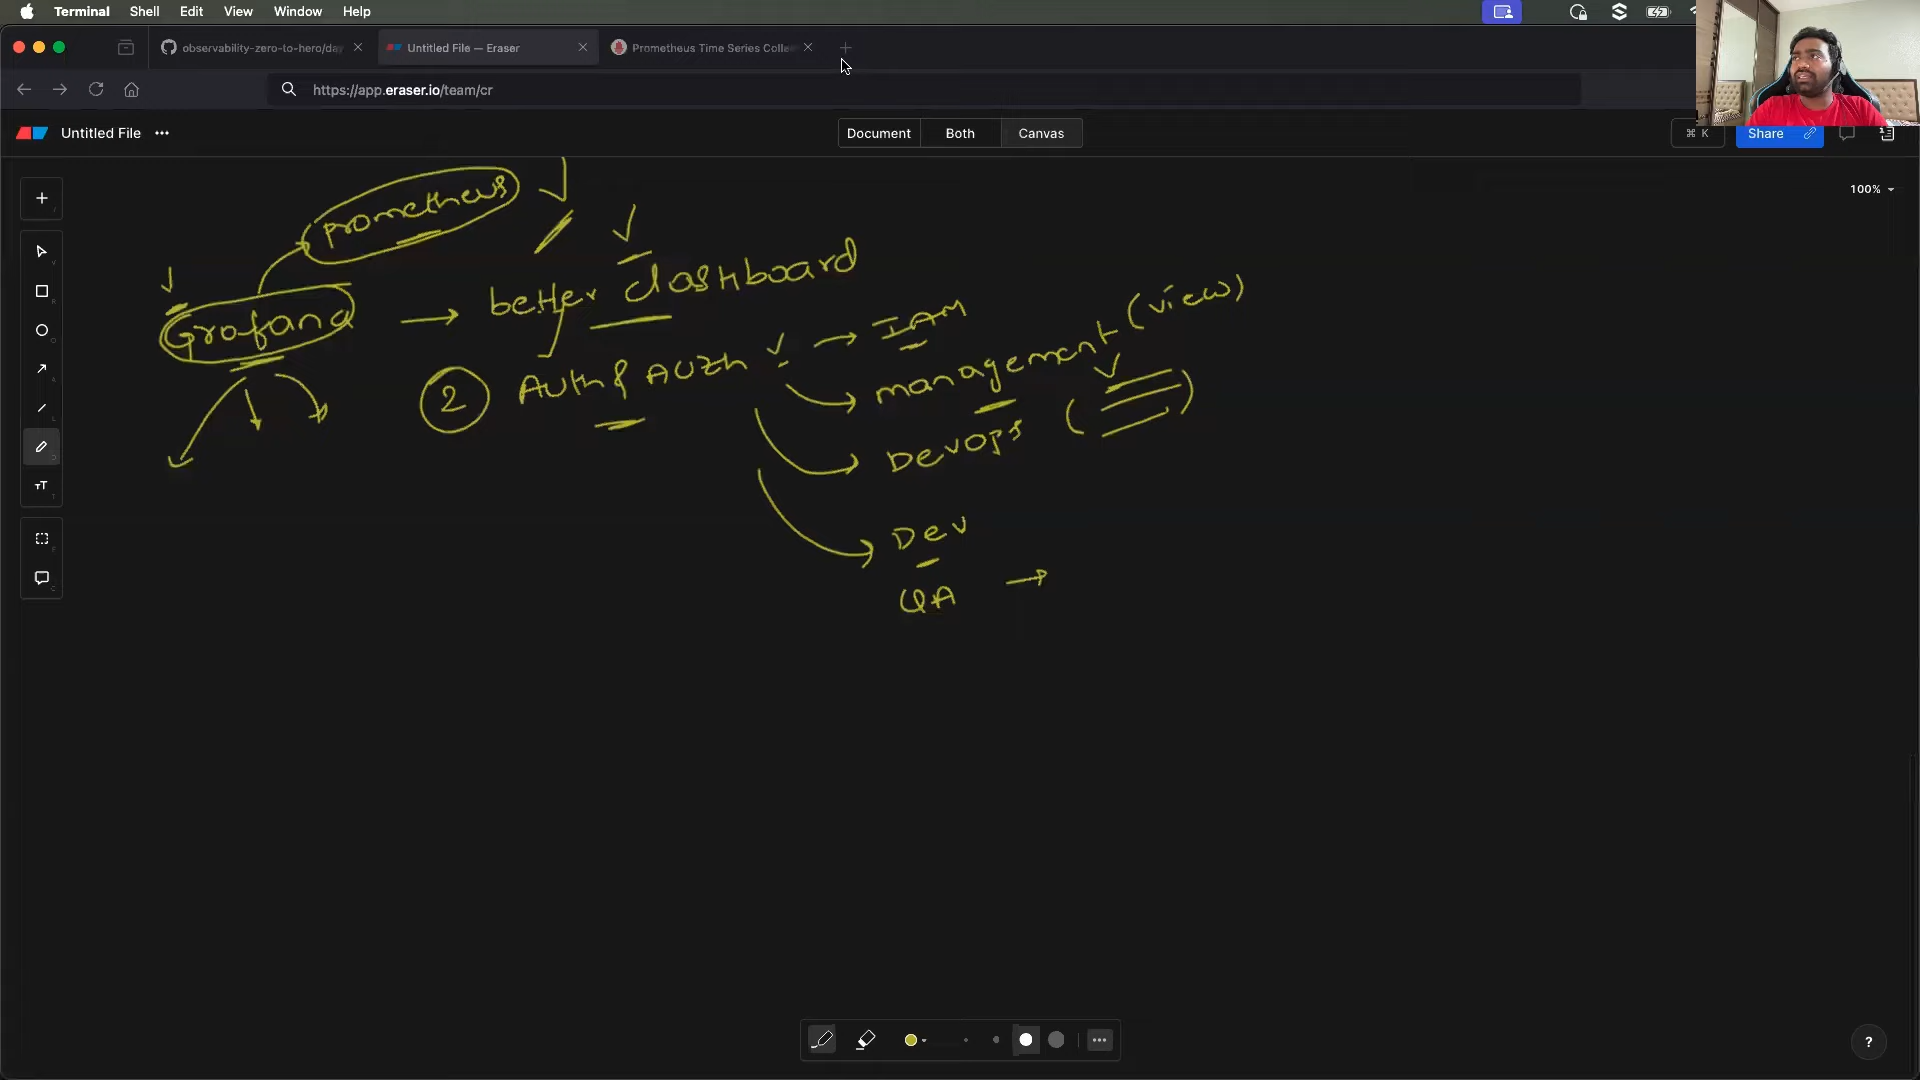 Terminal Shell Edit View Window Help
observability-zero-to-hero/day
Untitled File — Eraser
Prometheus Time Series Colle
https://app.eraser.io/team/cr
Untitled File
Document Both Canvas
⌘ K
Share
100%
prometheus
Grafana → better dashboard
② Auth & AUZH → IAM
management (view)
Devops
Dev
QA →
?